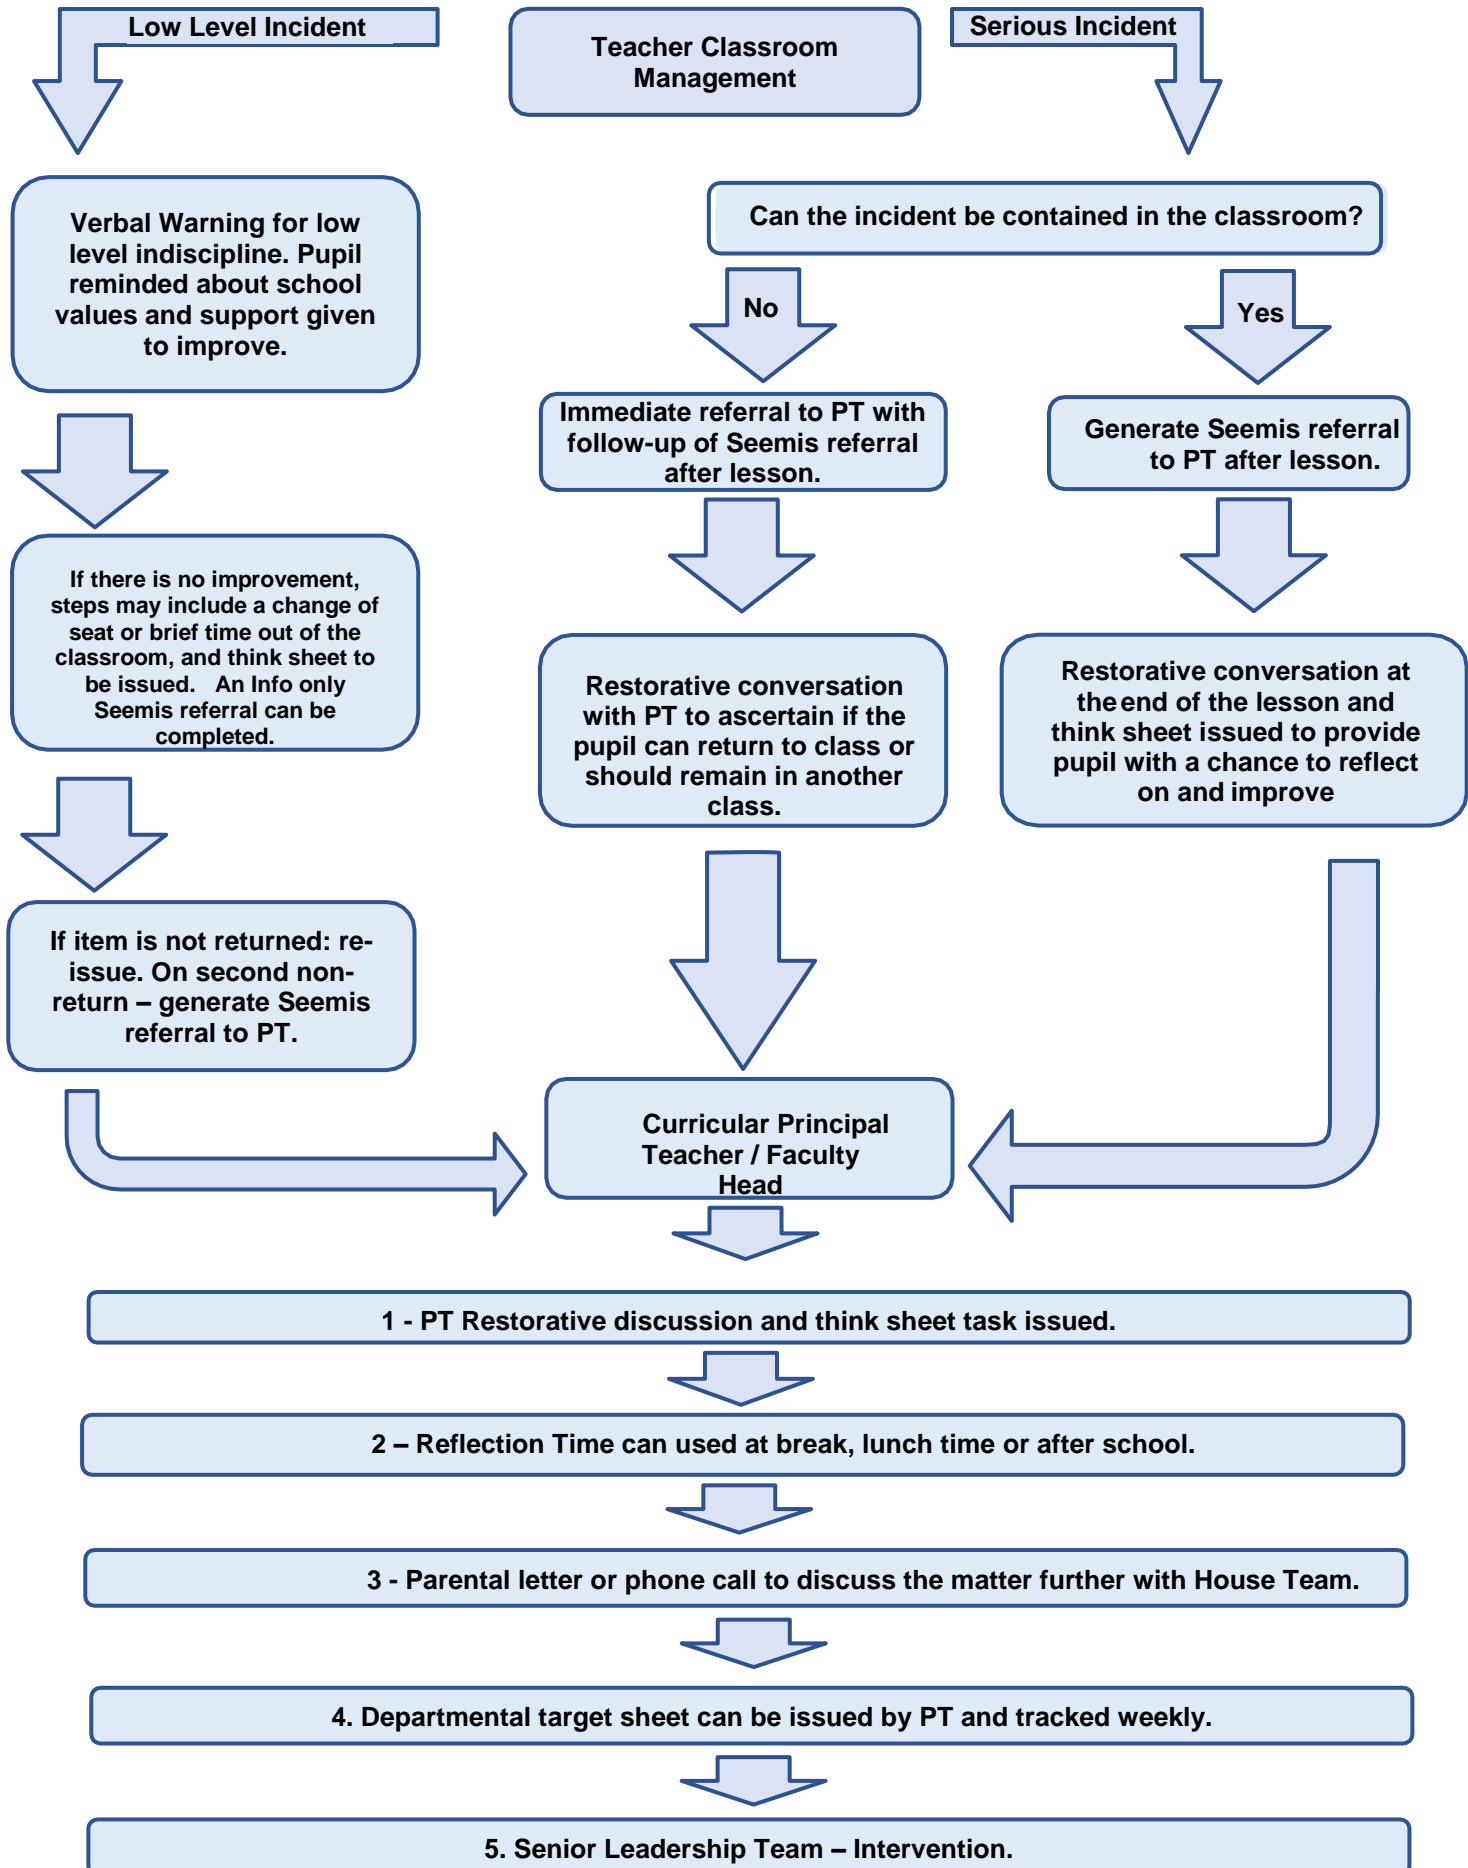 Low Level Incident
Teacher Classroom
Management
Serious Incident
Verbal Warning for low
level indiscipline. Pupil
reminded about school
values and support given
to improve.
Can the incident be contained in the classroom?
No
Yes
Immediate referral to PT with
follow-up of Seemis referral
after lesson.
Generate Seemis referral
to PT after lesson.
If there is no improvement,
steps may include a change of
seat or brief time out of the
classroom, and think sheet to
be issued. An Info only
Seemis referral can be
completed.
Restorative conversation
with PT to ascertain if the
pupil can return to class or
should remain in another
class.
Restorative conversation at
the end of the lesson and
think sheet issued to provide
pupil with a chance to reflect
on and improve
If item is not returned: re-
issue. On second non-
return – generate Seemis
referral to PT.
Curricular Principal
Teacher / Faculty
Head
1 - PT Restorative discussion and think sheet task issued.
2 – Reflection Time can used at break, lunch time or after school.
3 - Parental letter or phone call to discuss the matter further with House Team.
4. Departmental target sheet can be issued by PT and tracked weekly.
5. Senior Leadership Team – Intervention.